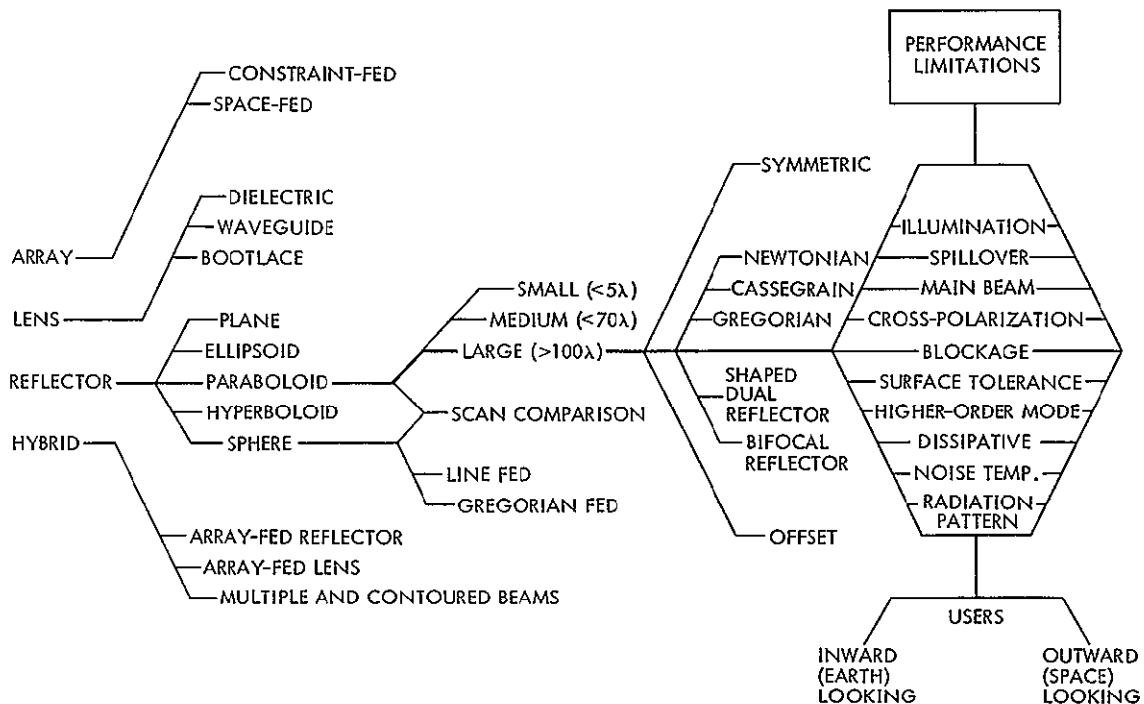 PERFORMANCE
LIMITATIONS
CONSTRAINT-FED
SPACE-FED
SYMMETRIC
DIELECTRIC
WAVEGUIDE
BOOTLACE
ARRAY
LENS
REFLECTOR
HYBRID
PLANE
ELLIPSOID
PARABOLOID
HYPERBOLOID
SPHERE
SMALL (<5λ)
MEDIUM (<70λ)
LARGE (>100λ)
SCAN COMPARISON
LINE FED
GREGORIAN FED
ARRAY-FED REFLECTOR
ARRAY-FED LENS
MULTIPLE AND CONTOURED BEAMS
NEWTONIAN
CASSEGRAIN
GREGORIAN
SHAPED
DUAL
REFLECTOR
BIFOCAL
REFLECTOR
OFFSET
ILLUMINATION
SPILLOVER
MAIN BEAM
CROSS-POLARIZATION
BLOCKAGE
SURFACE TOLERANCE
HIGHER-ORDER MODE
DISSIPATIVE
NOISE TEMP.
RADIATION
PATTERN
USERS
INWARD
(EARTH)
LOOKING
OUTWARD
(SPACE)
LOOKING